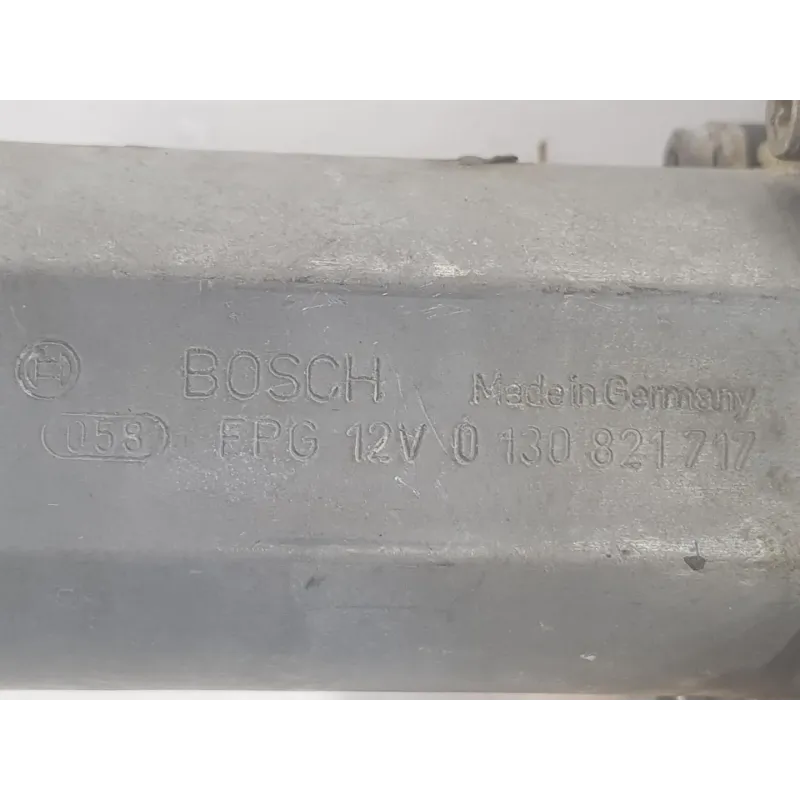 BOSCH Made in Germany
058 FPG 12V 0 130 821 717